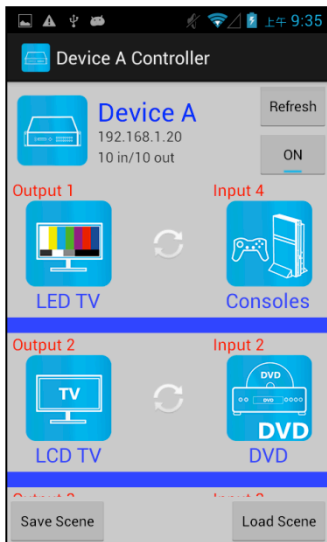 上午 9:35
Device A Controller
Device A
192.168.1.20
10 in/10 out
Refresh
ON
Output 1
Input 4
LED TV
Consoles
Output 2
Input 2
TV
DVD
DVD
LCD TV
DVD
Save Scene
Load Scene